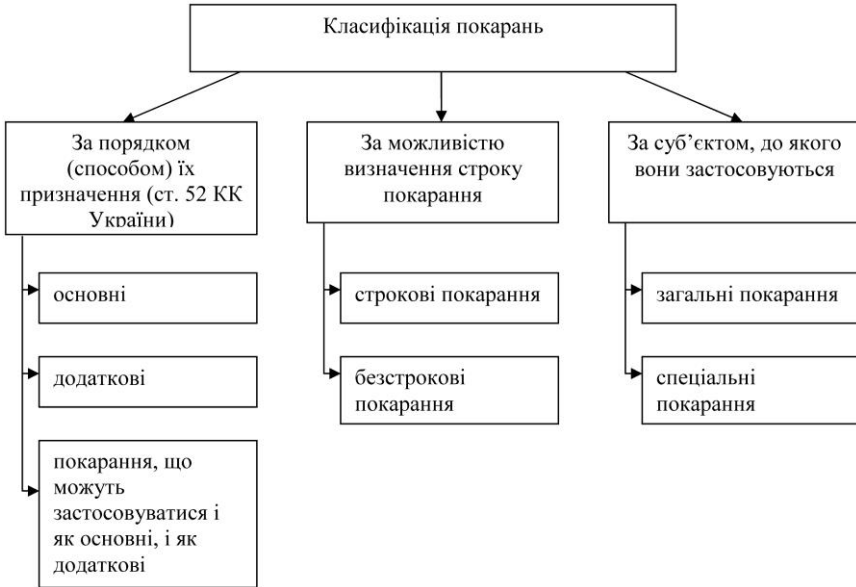 Класифікація покарань
За порядком
(способом) їх
призначення (ст. 52 КК
України)
основні
додаткові
покарання, що
можуть
застосовуватися і
як основні, і як
додаткові
За можливістю
визначення строку
покарання
строкові покарання
безстрокові
покарання
За суб’єктом, до якого
вони застосовуються
загальні покарання
спеціальні
покарання